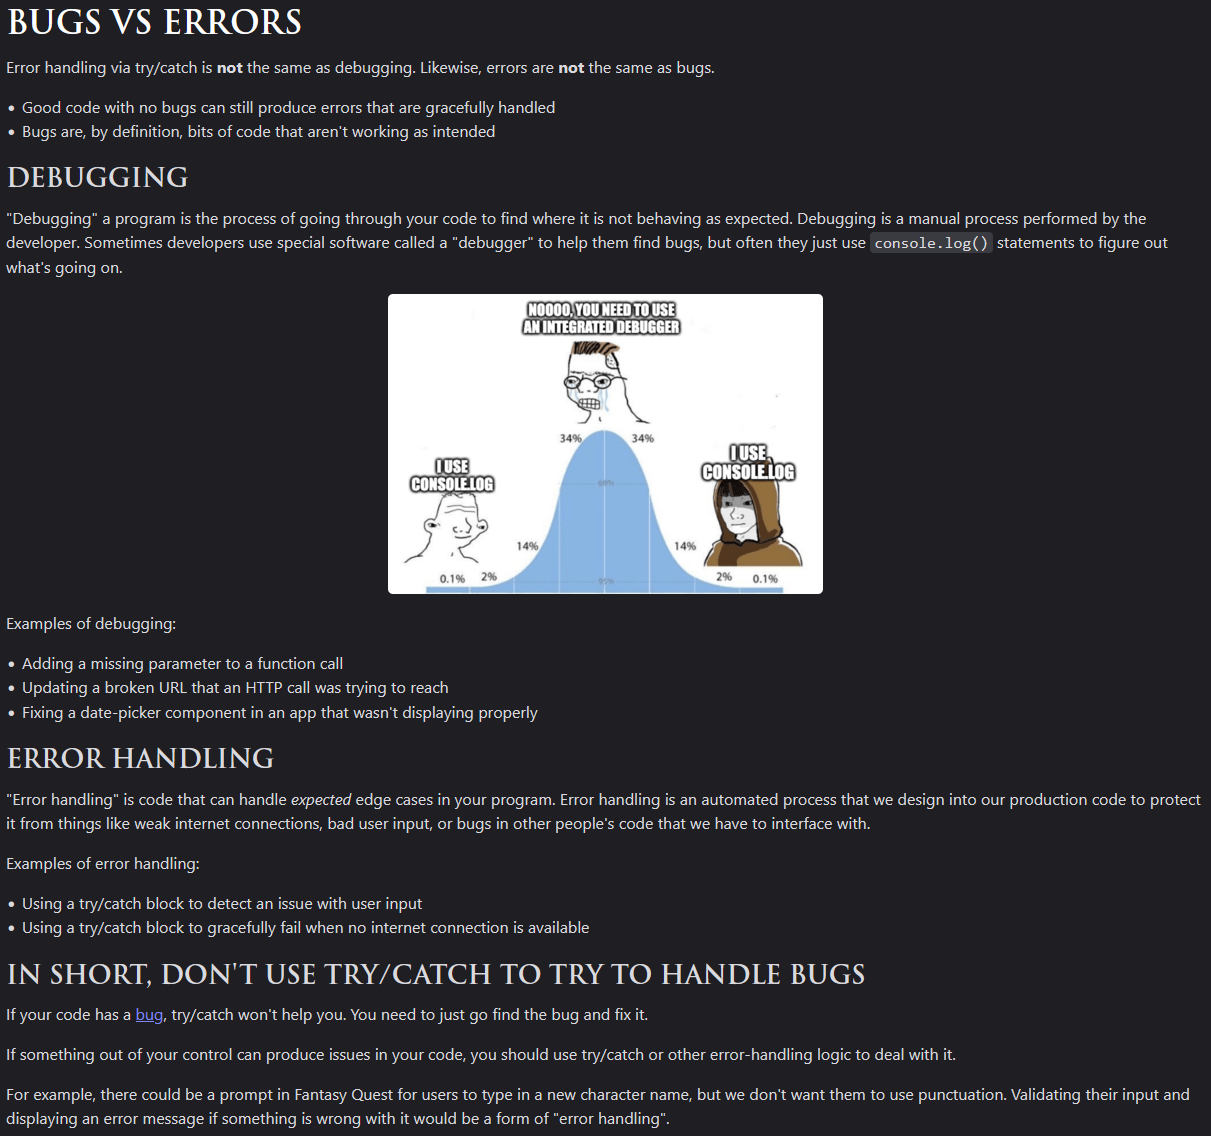 BUGS VS ERRORS
Error handling via try/catch is not the same as debugging. Likewise, errors are not the same as bugs.
• Good code with no bugs can still produce errors that are gracefully handled
• Bugs are, by definition, bits of code that aren't working as intended
DEBUGGING
"Debugging" a program is the process of going through your code to find where it is not behaving as expected. Debugging is a manual process performed by the
developer. Sometimes developers use special software called a "debugger" to help them find bugs, but often they just use console.log() statements to figure out
what's going on.
NOOOO, YOU NEED TO USE
AN INTEGRATED DEBUGGER
34% 34%
I USE
CONSOLE.LOG
I USE
CONSOLE.LOG
14% 14%
0.1% 2% 2% 0.1%
Examples of debugging:
• Adding a missing parameter to a function call
• Updating a broken URL that an HTTP call was trying to reach
• Fixing a date-picker component in an app that wasn't displaying properly
ERROR HANDLING
"Error handling" is code that can handle expected edge cases in your program. Error handling is an automated process that we design into our production code to protect
it from things like weak internet connections, bad user input, or bugs in other people's code that we have to interface with.
Examples of error handling:
• Using a try/catch block to detect an issue with user input
• Using a try/catch block to gracefully fail when no internet connection is available
IN SHORT, DON'T USE TRY/CATCH TO TRY TO HANDLE BUGS
If your code has a bug, try/catch won't help you. You need to just go find the bug and fix it.
If something out of your control can produce issues in your code, you should use try/catch or other error-handling logic to deal with it.
For example, there could be a prompt in Fantasy Quest for users to type in a new character name, but we don't want them to use punctuation. Validating their input and
displaying an error message if something is wrong with it would be a form of "error handling".